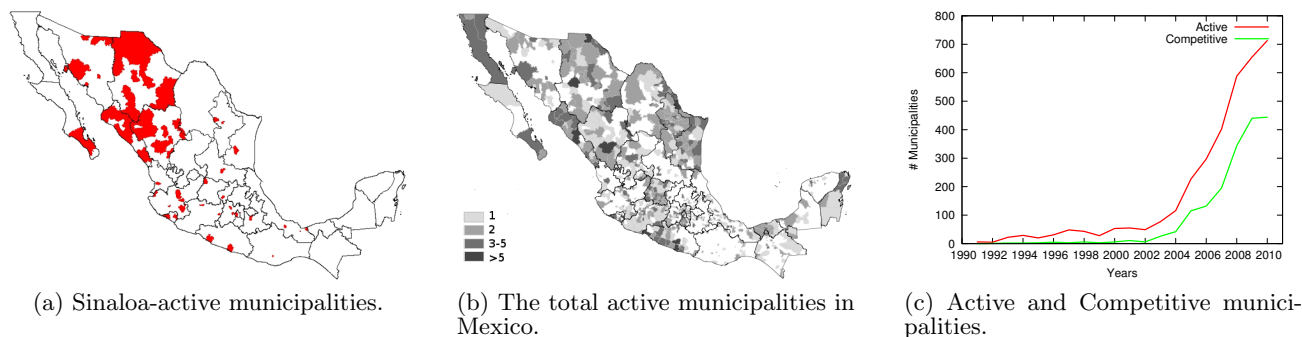 1
2
3-5
>5
800
700
600
500
400
300
200
100
0
# Municipalities
Active
Competitive
1990 1992 1994 1996 1998 2000 2002 2004 2006 2008 2010
Years
(a) Sinaloa-active municipalities.
(b) The total active municipalities in
Mexico.
(c) Active and Competitive munici-
palities.